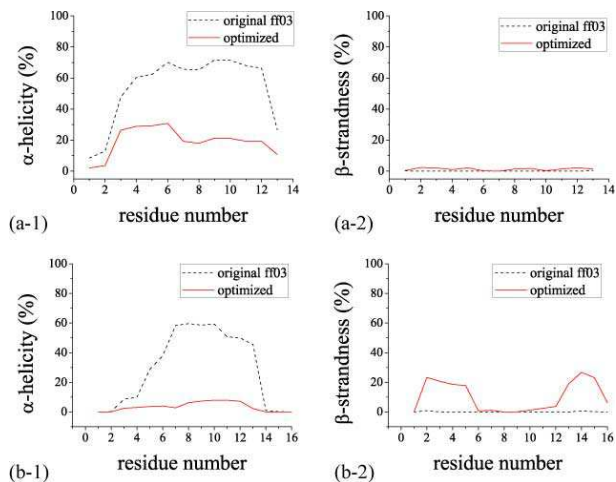 original ff03
optimized
α-helicity (%)
100
80
60
40
20
0
0 2 4 6 8 10 12 14
residue number
(a-1)
original ff03
optimized
β-strandness (%)
100
80
60
40
20
0
0 2 4 6 8 10 12 14
residue number
(a-2)
original ff03
optimized
α-helicity (%)
100
80
60
40
20
0
0 2 4 6 8 10 12 14 16
residue number
(b-1)
original ff03
optimized
β-strandness (%)
100
80
60
40
20
0
0 2 4 6 8 10 12 14 16
residue number
(b-2)